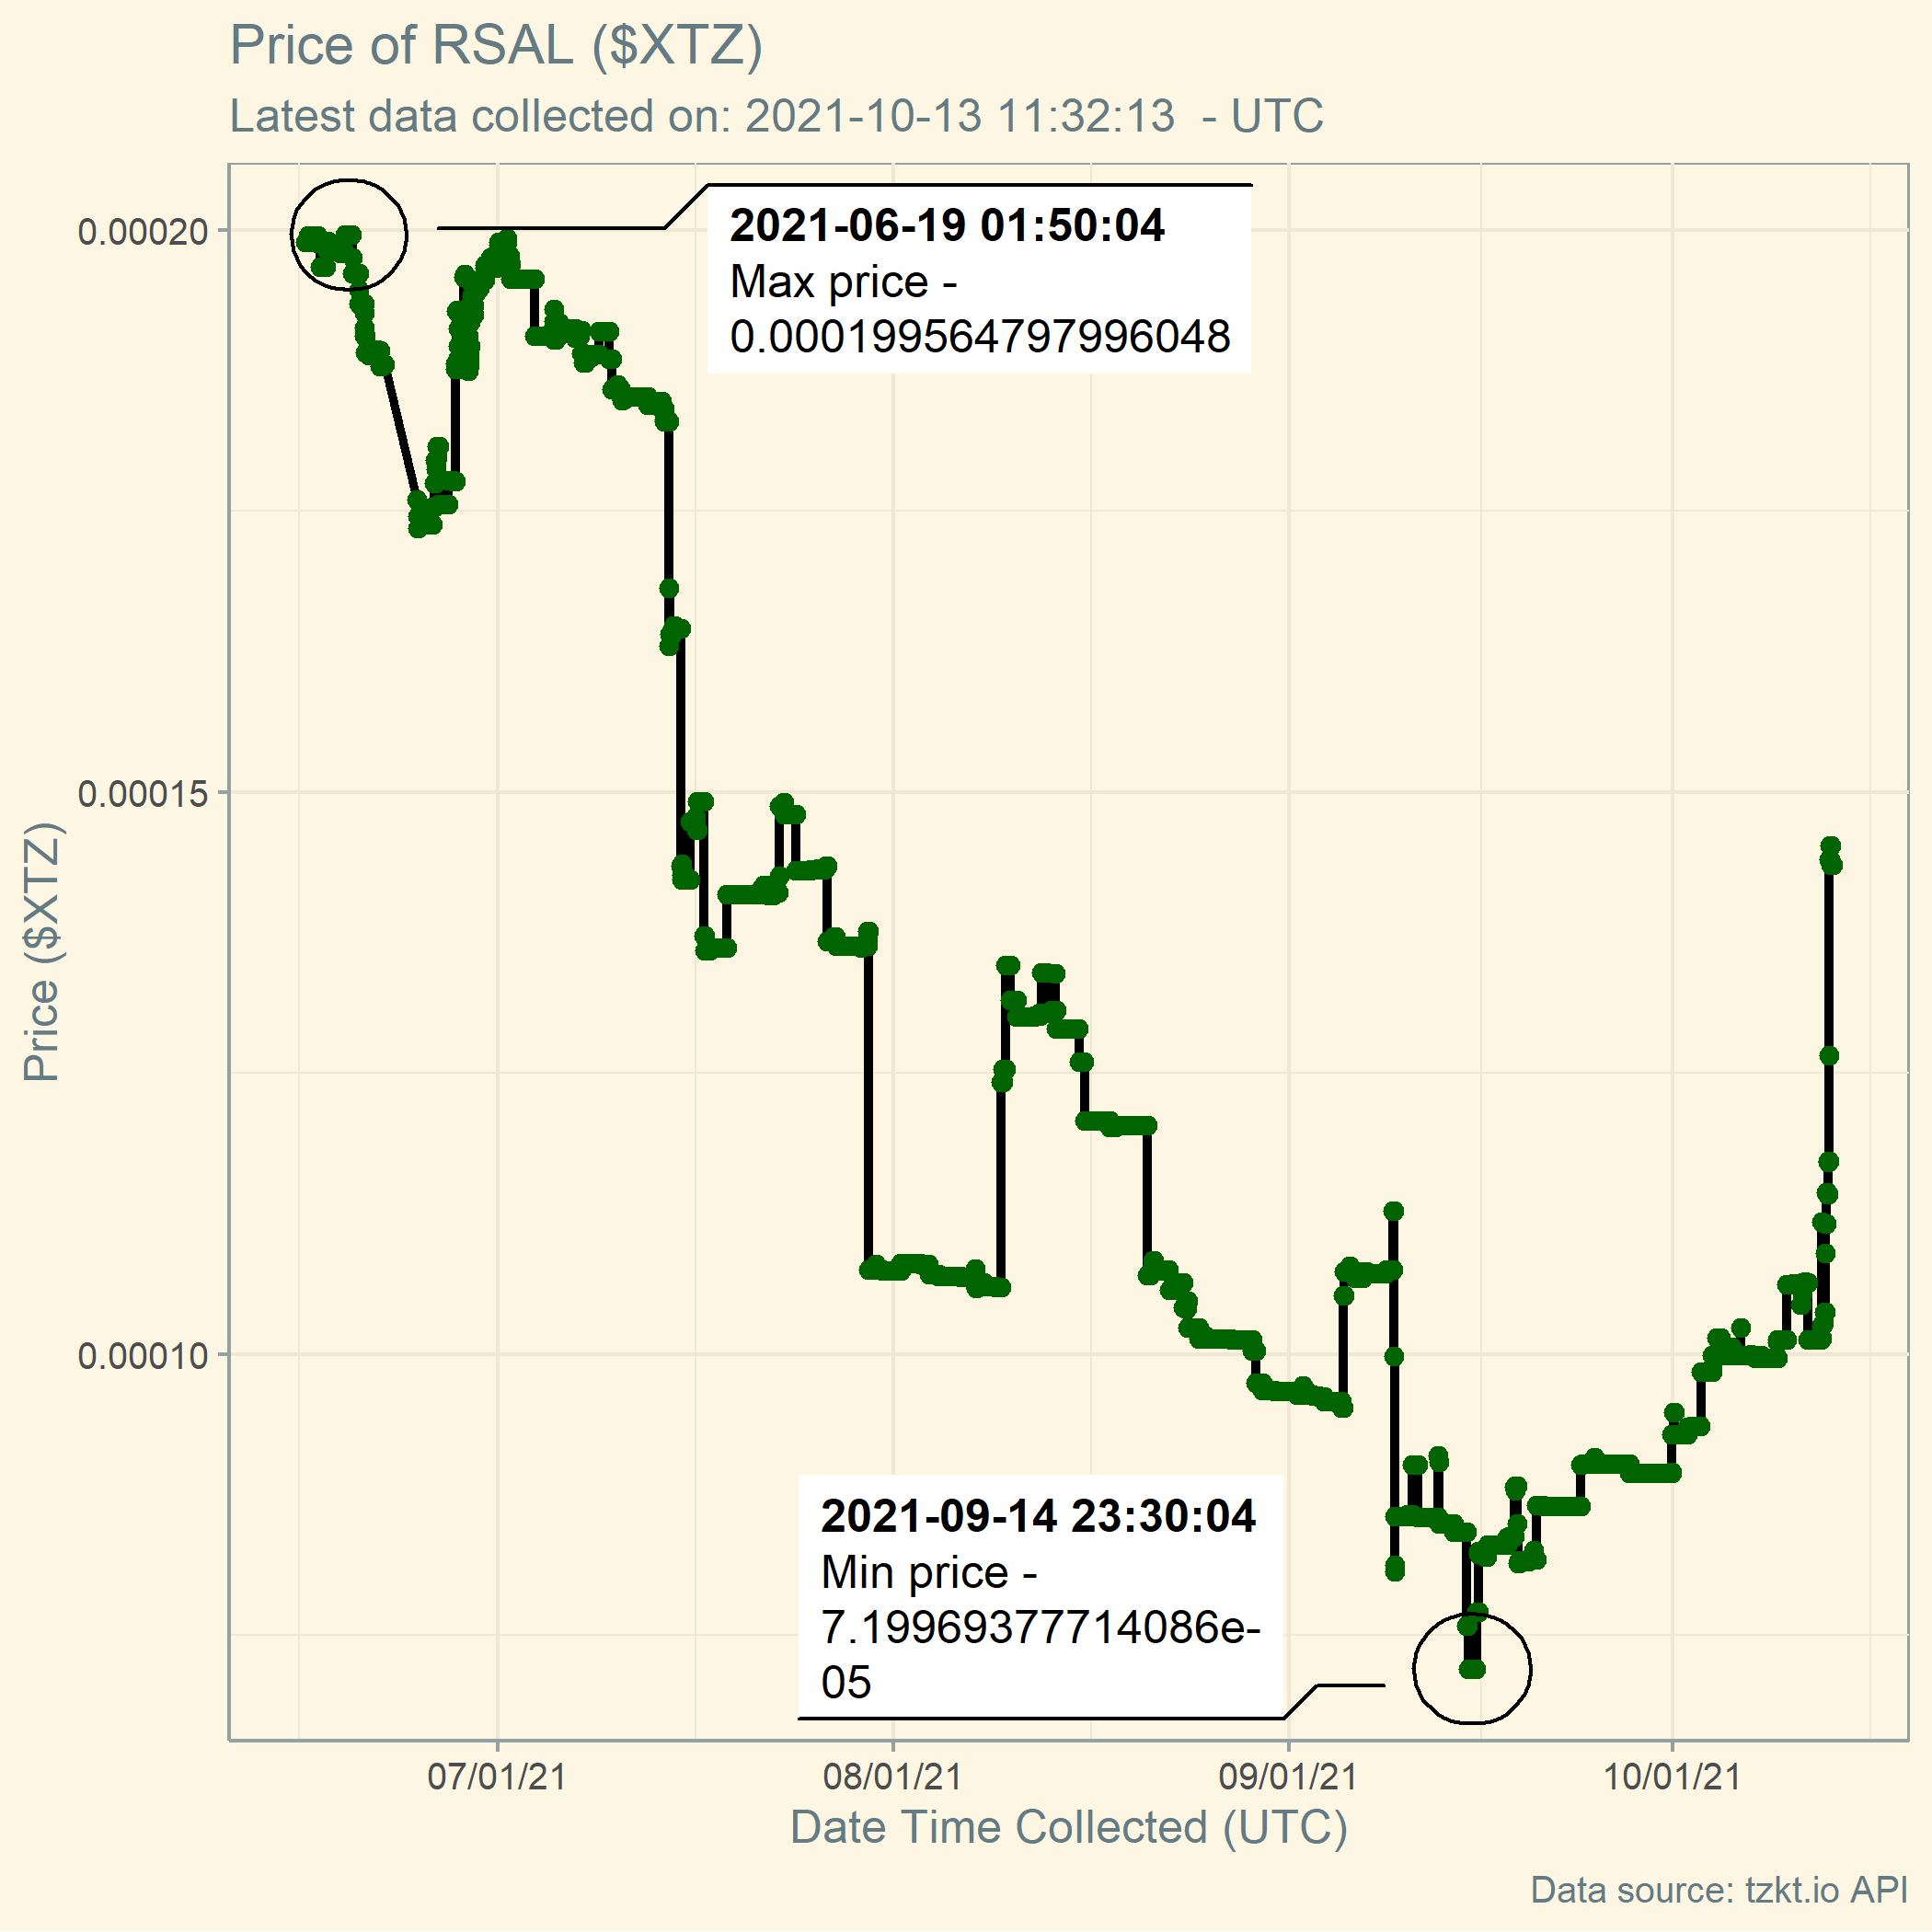 Price of RSAL ($XTZ)
Latest data collected on: 2021-10-13 11:32:13  - UTC
0.00020
2021-06-19 01:50:04
Max price -
0.000199564797996048
0.00015
Price ($XTZ)
0.00010
2021-09-14 23:30:04
Min price -
7.19969377714086e-
05
07/01/21
08/01/21
09/01/21
10/01/21
Date Time Collected (UTC)
Data source: tzkt.io API